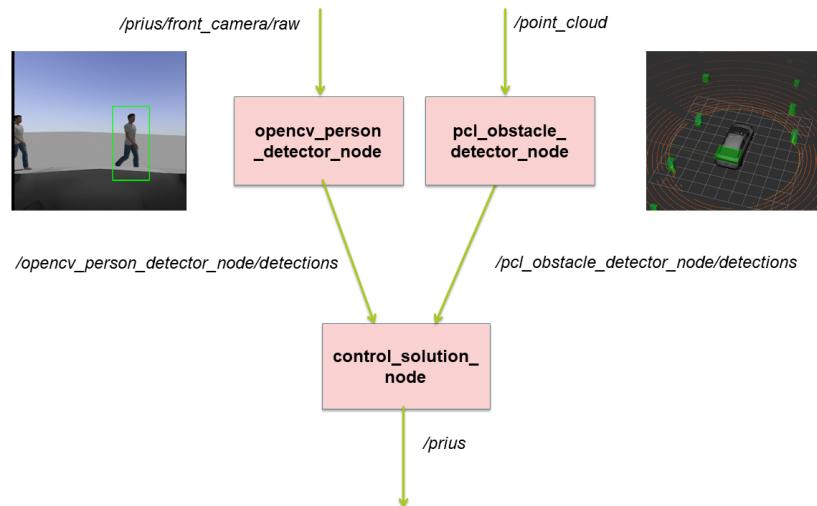 /prius/front_camera/raw
/point_cloud
opencv_person
_detector_node
pcl_obstacle_
detector_node
/opencv_person_detector_node/detections
/pcl_obstacle_detector_node/detections
control_solution_
node
/prius